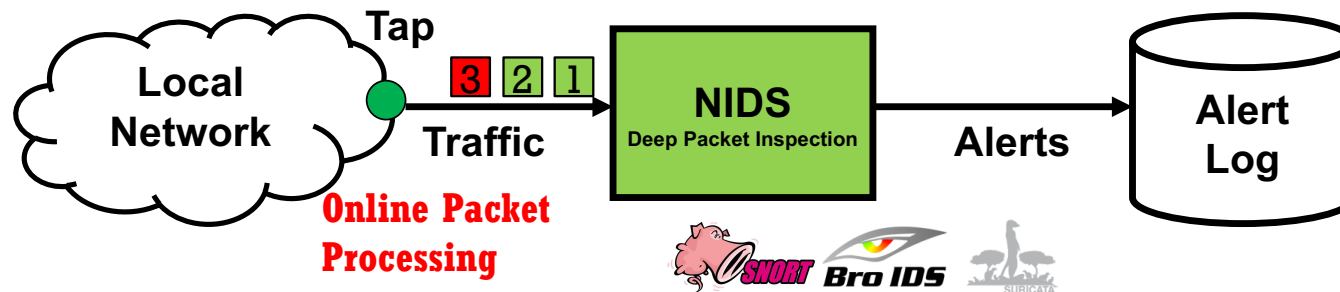 Tap
Local
Network
3 2 1
Traffic
Online Packet
Processing
NIDS
Deep Packet Inspection
Alerts
Alert
Log
SNORT
Bro IDS
SURICATA